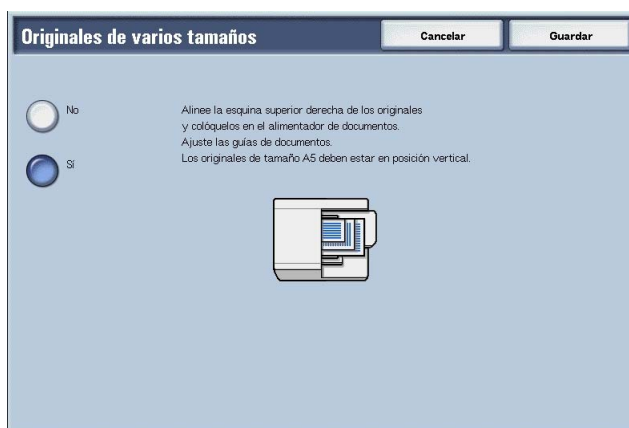 Originales de varios tamaños
Cancelar
Guardar
No
Sí
Alinee la esquina superior derecha de los originales
y colóquelos en el alimentador de documentos.
Ajuste las guías de documentos.
Los originales de tamaño A5 deben estar en posición vertical.